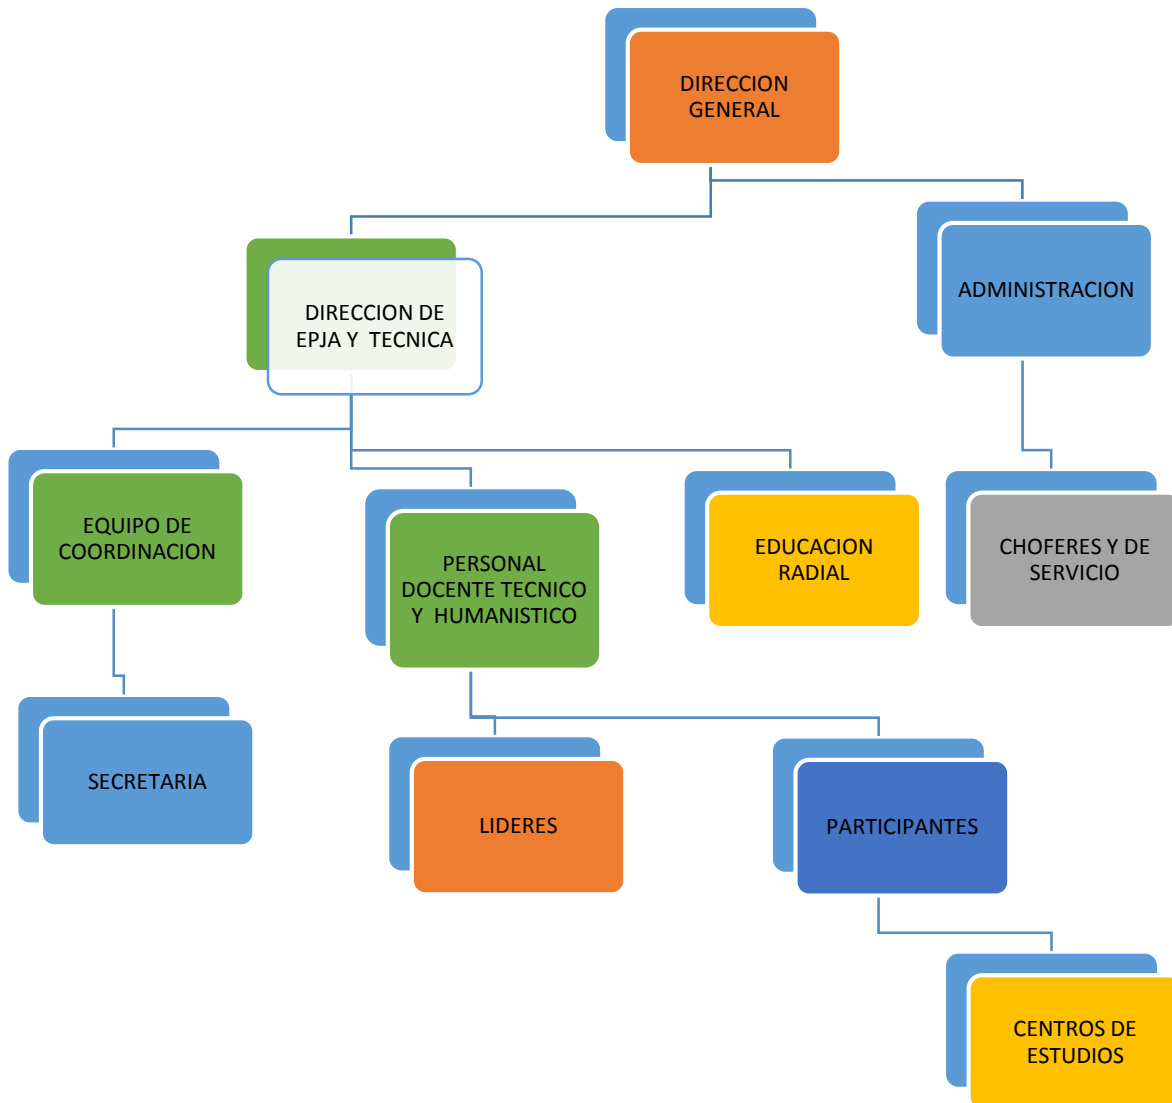 DIRECCION
GENERAL
ADMINISTRACION
DIRECCION DE
EPJA Y TECNICA
EQUIPO DE
COORDINACION
PERSONAL
DOCENTE TECNICO
Y HUMANISTICO
EDUCACION
RADIAL
CHOFERES Y DE
SERVICIO
SECRETARIA
LIDERES
PARTICIPANTES
CENTROS DE
ESTUDIOS